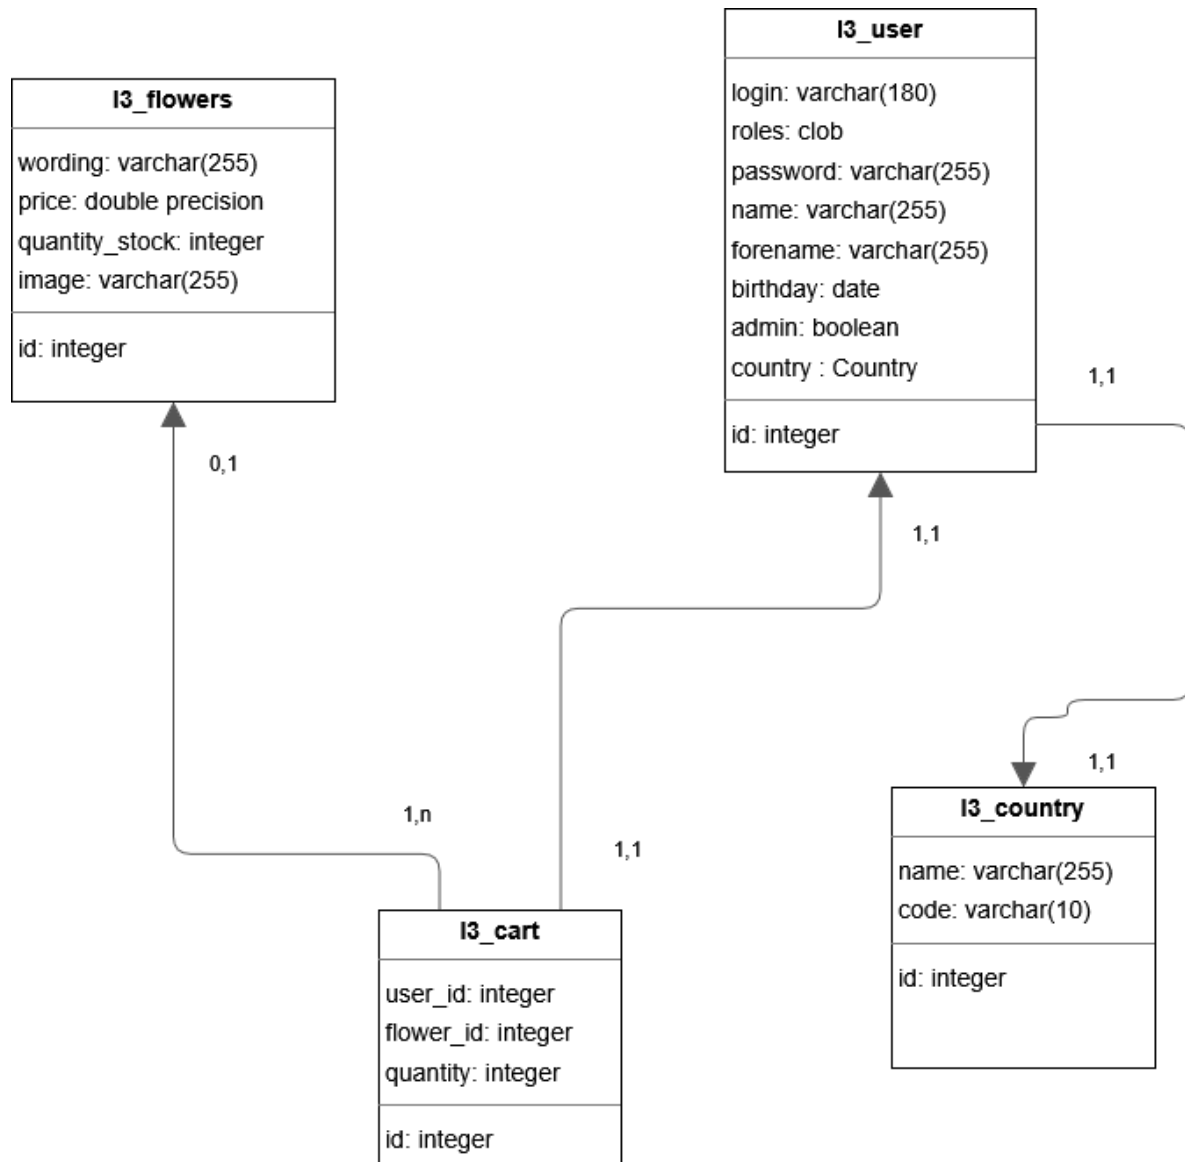 l3_flowers
wording: varchar(255)
price: double precision
quantity_stock: integer
image: varchar(255)
id: integer
0,1
l3_user
login: varchar(180)
roles: clob
password: varchar(255)
name: varchar(255)
forename: varchar(255)
birthday: date
admin: boolean
country : Country
id: integer
1,1
1,1
1,n
1,1
l3_cart
user_id: integer
flower_id: integer
quantity: integer
id: integer
1,1
l3_country
name: varchar(255)
code: varchar(10)
id: integer